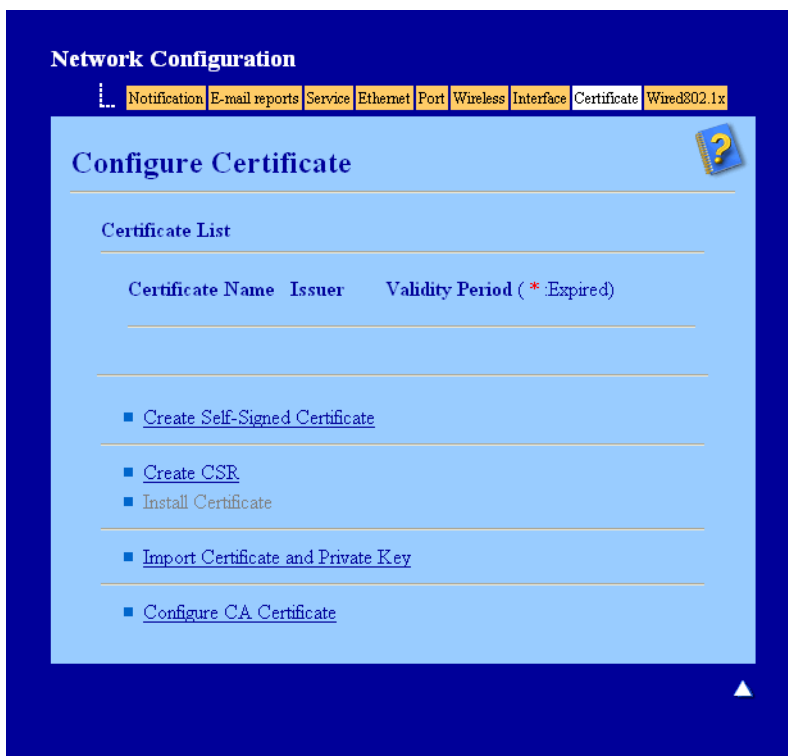 Network Configuration
Notification E-mail reports Service Ethernet Port Wireless Interface Certificate Wired802.1x
Configure Certificate
?
Certificate List
Certificate Name Issuer Validity Period ( * :Expired)
Create Self-Signed Certificate
Create CSR
Install Certificate
Import Certificate and Private Key
Configure CA Certificate